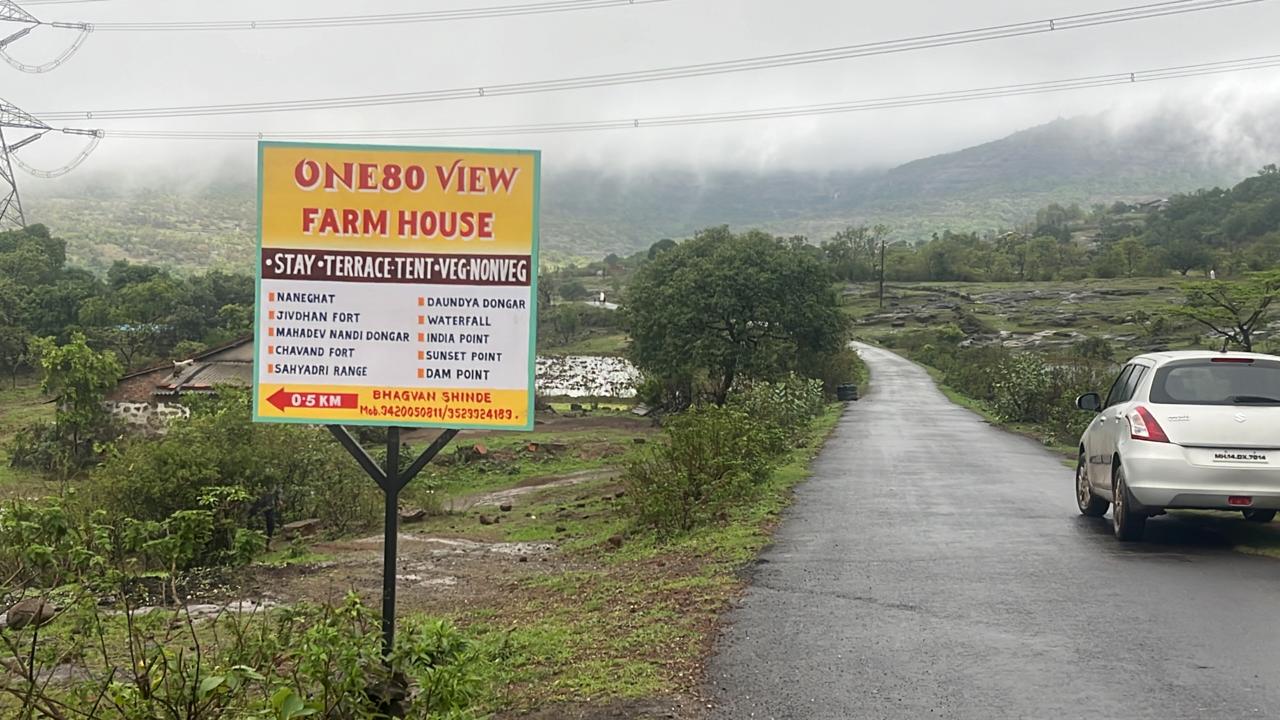 ONE80 VIEW
FARM HOUSE
•STAY•TERRACE•TENT•VEG•NONVEG
NANEGHAT
JIVDHAN FORT
MAHADEV NANDI DONGAR
CHAVAND FORT
SAHYADRI RANGE
DAUNDYA DONGAR
WATERFALL
INDIA POINT
SUNSET POINT
DAM POINT
0.5 KM
BHAGVAN SHINDE
Mob.9420050811/9529924189.
MH.14.DX.7014